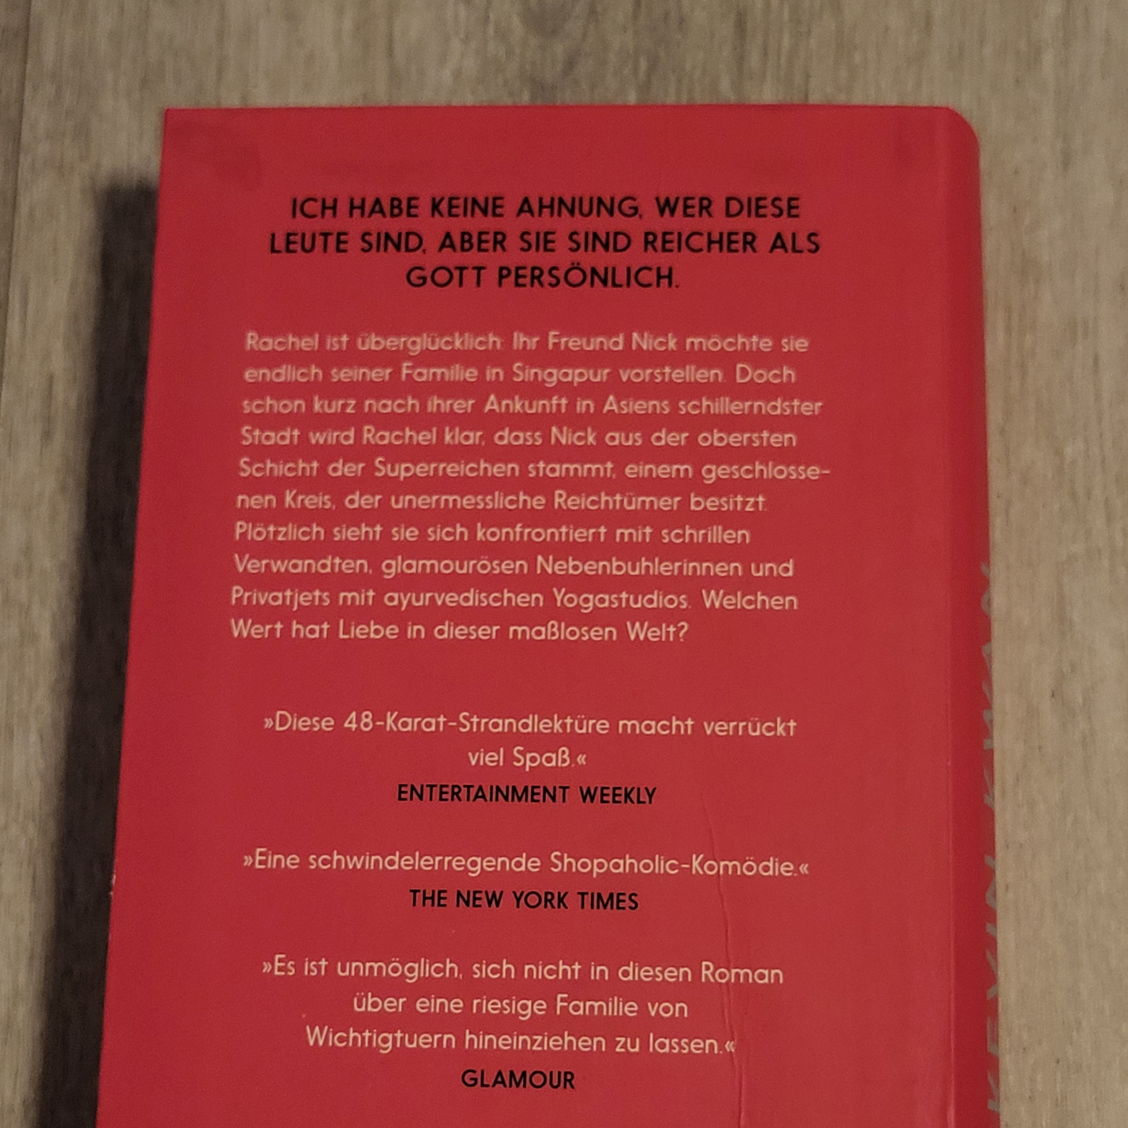 ICH HABE KEINE AHNUNG, WER DIESE
LEUTE SIND, ABER SIE SIND REICHER ALS
GOTT PERSÖNLICH.
Rachel ist überglücklich: Ihr Freund Nick möchte sie
endlich seiner Familie in Singapur vorstellen. Doch
schon kurz nach ihrer Ankunft in Asiens schillerndster
Stadt wird Rachel klar, dass Nick aus der obersten
Schicht der Superreichen stammt, einem geschlosse-
nen Kreis, der unermessliche Reichtümer besitzt.
Plötzlich sieht sie sich konfrontiert mit schrillen
Verwandten, glamourösen Nebenbuhlerinnen und
Privatjets mit ayurvedischen Yogastudios. Welchen
Wert hat Liebe in dieser maßlosen Welt?
»Diese 48-Karat-Strandlektüre macht verrückt
viel Spaß.«
ENTERTAINMENT WEEKLY
»Eine schwindelerregende Shopaholic-Komödie.«
THE NEW YORK TIMES
»Es ist unmöglich, sich nicht in diesen Roman
über eine riesige Familie von
Wichtigtuern hineinziehen zu lassen.«
GLAMOUR
KEVIN KWAN